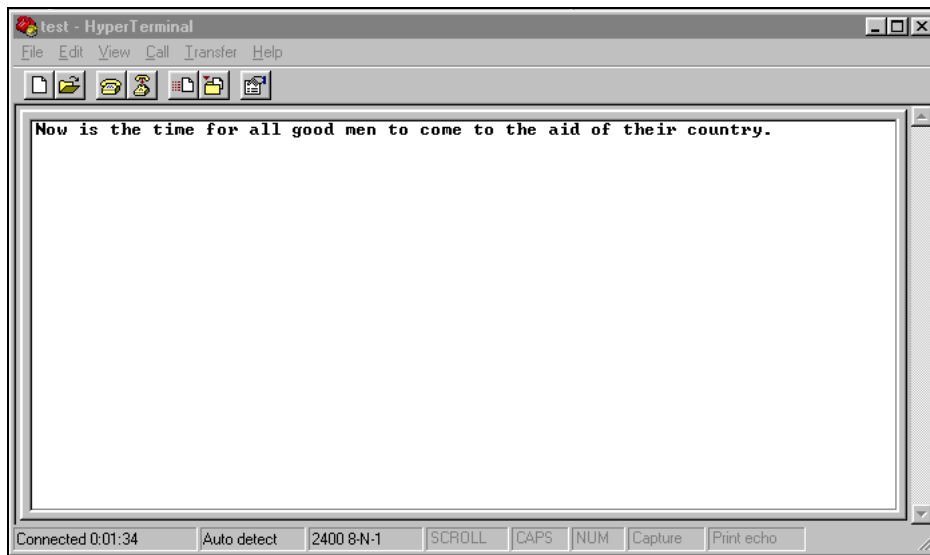 test - HyperTerminal
File Edit View Call Transfer Help
Now is the time for all good men to come to the aid of their country.
Connected 0:01:34 Auto detect 2400 8-N-1 SCROLL CAPS NUM Capture Print echo